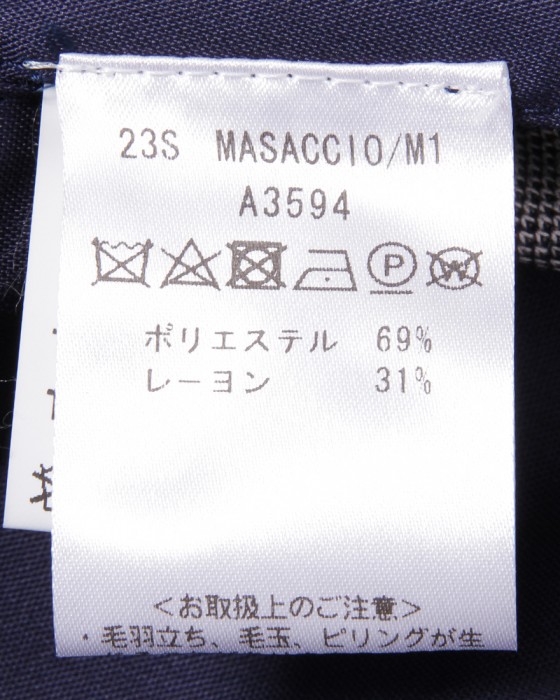 23S MASACCIO/M1
A3594
P W
ポリエステル 69%
レーヨン 31%
<お取扱上のご注意>
・毛羽立ち、毛玉、ピリングが生